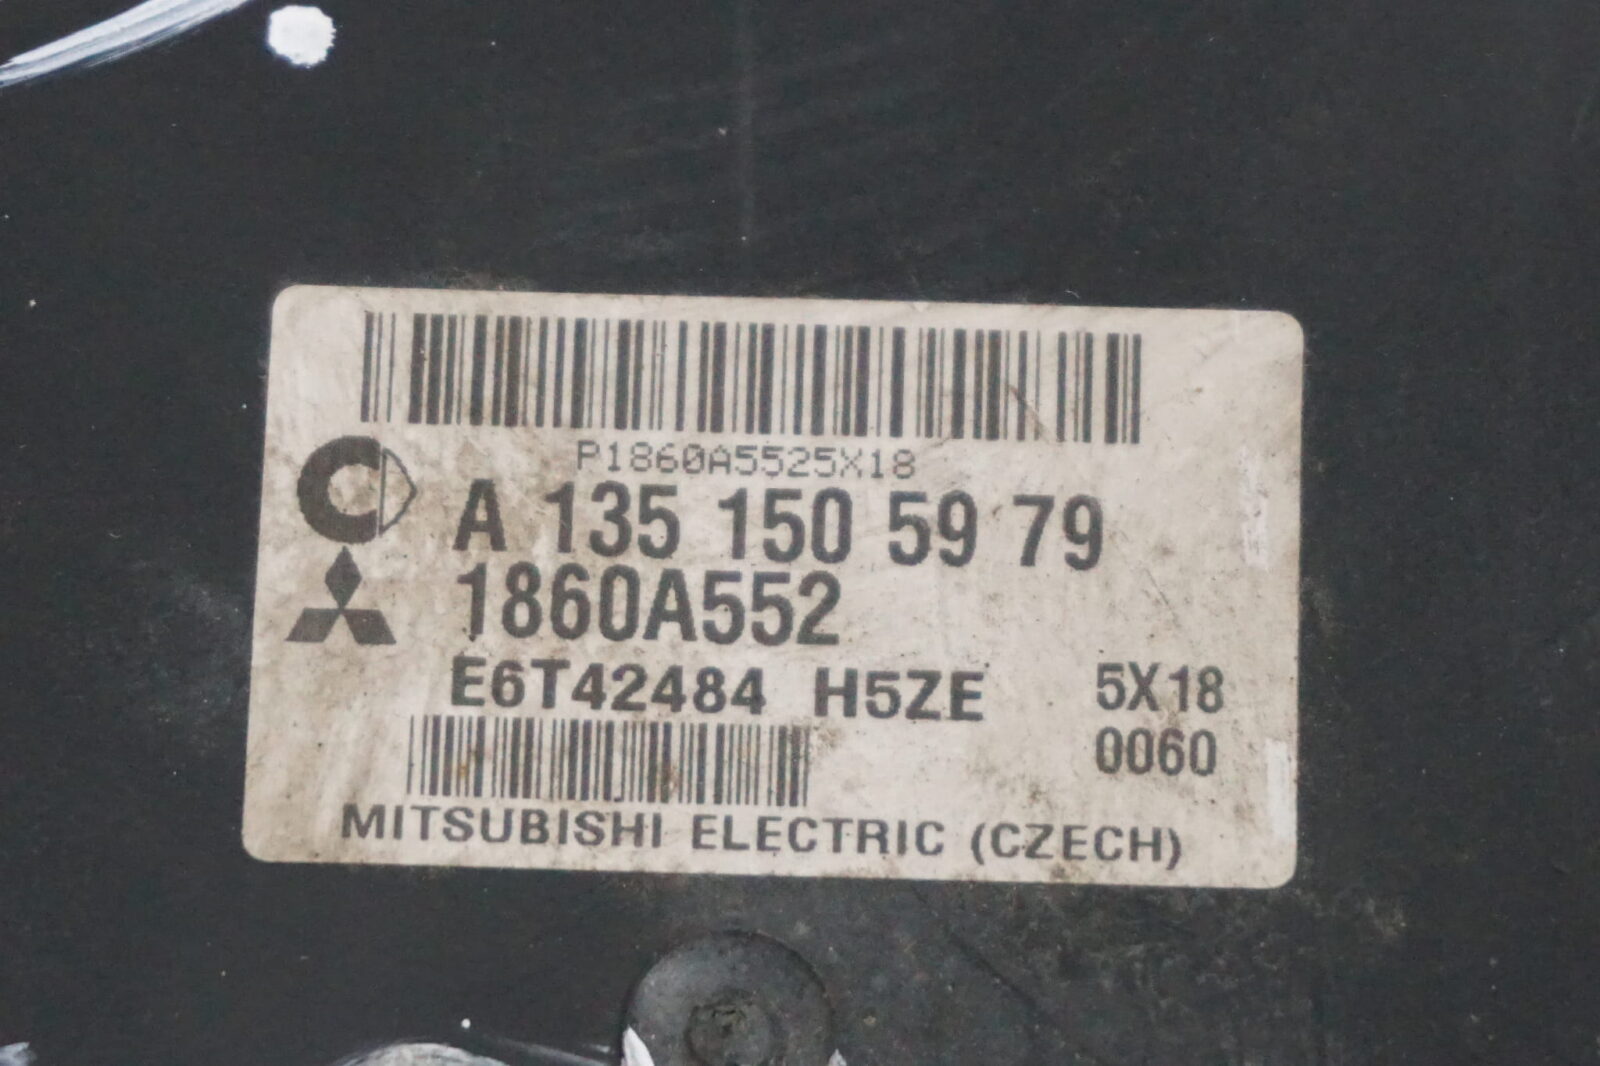 P1860A5525X18
A 135 150 59 79
1860A552
E6T42484 H5ZE 5X18
0060
MITSUBISHI ELECTRIC (CZECH)